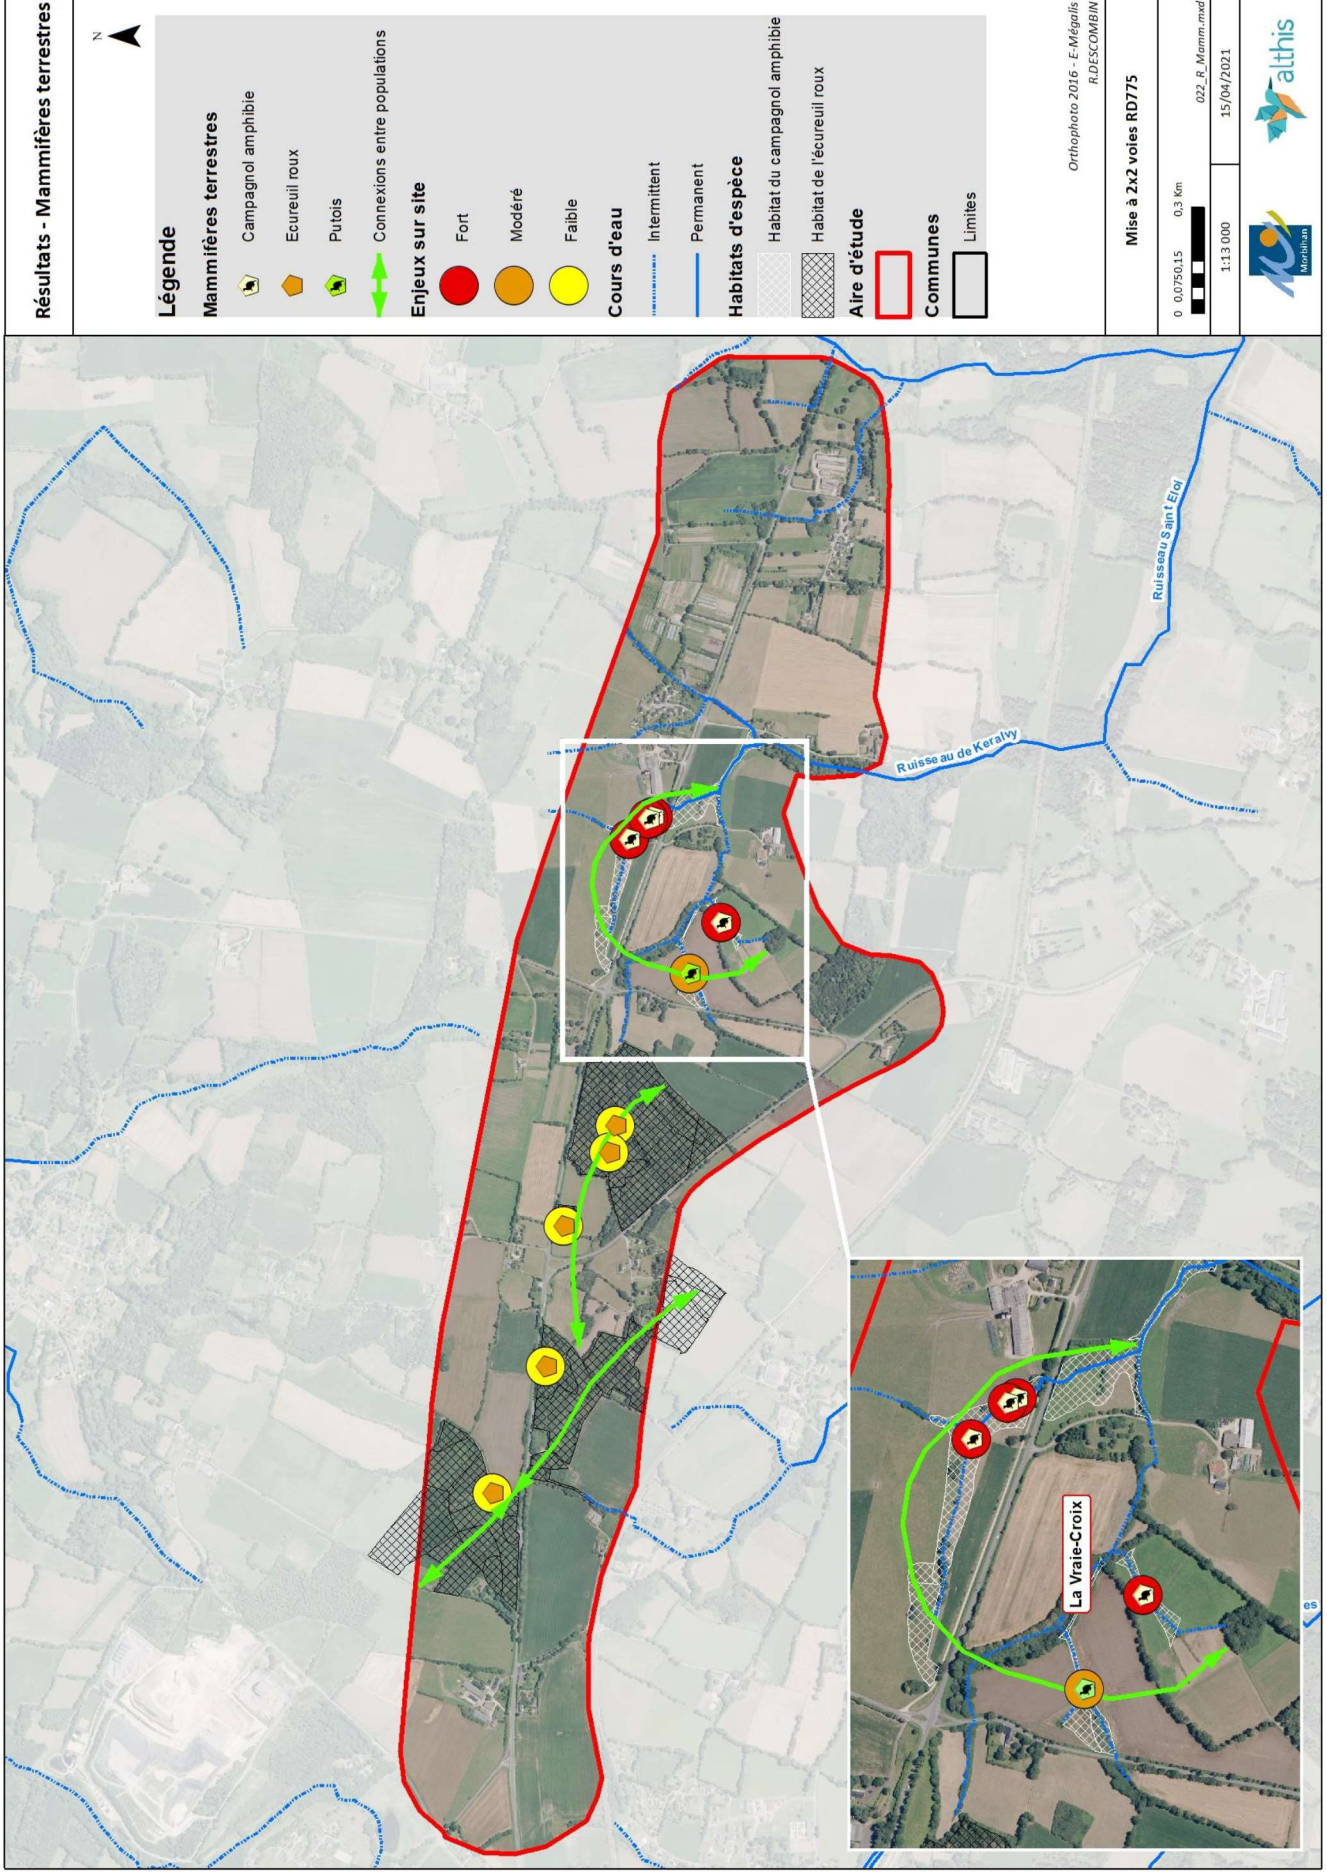 Résultats - Mammifères terrestres
N
Légende
Mammifères terrestres
Campagnol amphibie
Ecureuil roux
Putois
Connexions entre populations
Enjeux sur site
Fort
Modéré
Faible
Cours d'eau
Intermittent
Permanent
Habitats d'espèce
Habitat du campagnol amphibie
Habitat de l'écureuil roux
Aire d'étude
Communes
Limites
Orthophoto 2016 - E-Mégalis
R.DESCOMBIN
Mise à 2x2 voies RD775
0 0,0750,15 0,3 Km
022_R_Mamm.mxd
1:13 000
15/04/2021
Morbihan
althis
Ruisseau de Keralvy
Ruisseau Saint Eloi
La Vraie-Croix
es